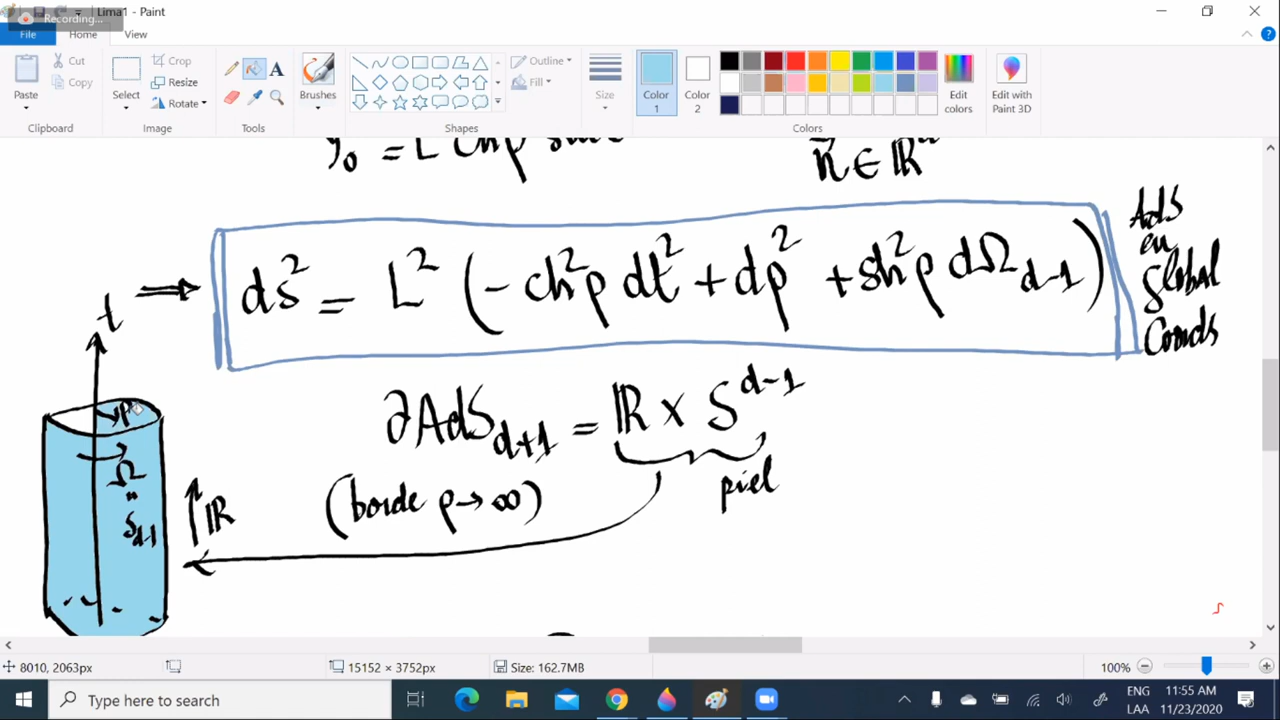 Recording...
Lima1 - Paint
File Home View
Paste
Cut
Copy
Clipboard
Select
Crop
Resize
Rotate
Image
Tools
Brushes
Shapes
Outline
Fill
Size
Color 1
Color 2
Edit colors
Colors
Edit with Paint 3D
ds² = L² (-ch²ρ dt² + dρ² + sh²ρ dΩ_{d-1})
AdS
en
global
Coords
t
ρ
Ω
"
S_{d-1}
↑ℝ
∂AdS_{d+1} = ℝ × S^{d-1}
piel
(borde ρ→∞)
8010, 2063px
15152 × 3752px
Size: 162.7MB
100%
Type here to search
ENG
LAA
11:55 AM
11/23/2020